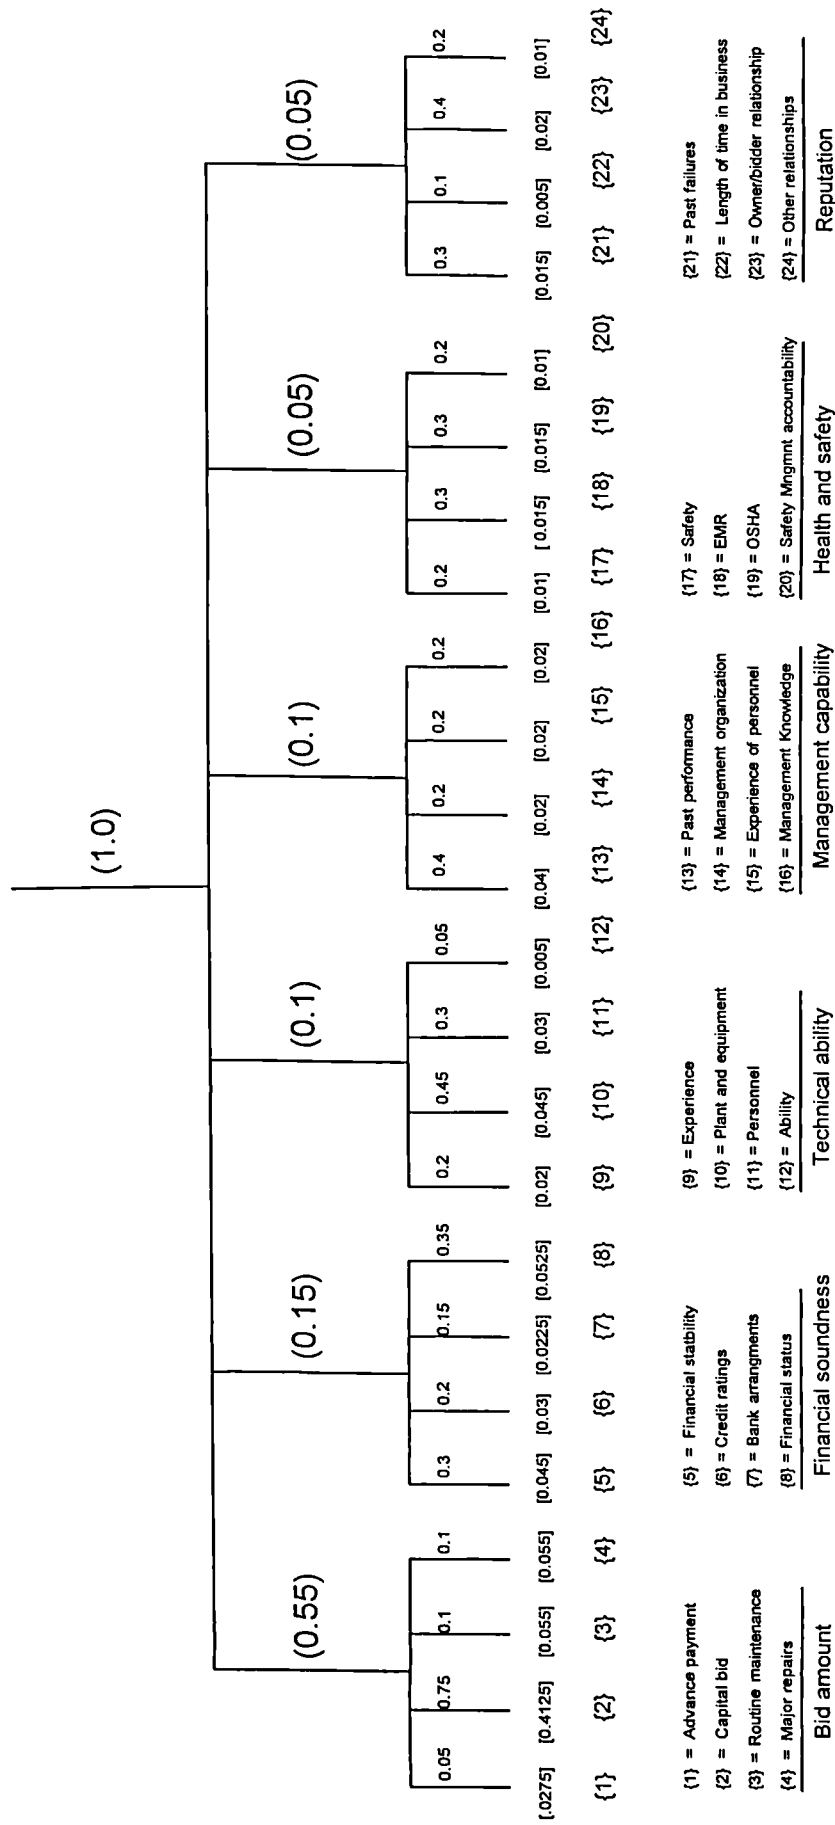 (1.0)
(0.55)
(0.15)
(0.1)
(0.1)
(0.05)
(0.05)
0.05
0.75
0.1
0.1
0.3
0.2
0.15
0.35
0.2
0.45
0.3
0.05
0.4
0.2
0.2
0.2
0.2
0.3
0.3
0.2
0.3
0.1
0.4
0.2
[.0275]
[0.4125]
[0.055]
[0.055]
[0.045]
[0.03]
[0.0225]
[0.0525]
[0.02]
[0.045]
[0.03]
[0.005]
[0.04]
[0.02]
[0.02]
[0.02]
[0.01]
[ 0.015]
[0.015]
[0.01]
[0.015]
[0.005]
[0.02]
[0.01]
{1}
{2}
{3}
{4}
{5}
{6}
{7}
{8}
{9}
{10}
{11}
{12}
{13}
{14}
{15}
{16}
{17}
{18}
{19}
{20}
{21}
{22}
{23}
{24}
{1} = Advance payment
{2} = Capital bid
{3} = Routine maintenance
{4} = Major repairs
Bid amount
{5} = Financial statbility
{6} = Credit ratings
{7} = Bank arrangments
{8} = Financial status
Financial soundness
{9} = Experience
{10} = Plant and equipment
{11} = Personnel
{12} = Ability
Technical ability
{13} = Past performance
{14} = Management organization
{15} = Experience of personnel
{16} = Management Knowledge
Management capability
{17} = Safety
{18} = EMR
{19} = OSHA
{20} = Safety Mngmnt accountability
Health and safety
{21} = Past failures
{22} = Length of time in business
{23} = Owner/bidder relationship
{24} = Other relationships
Reputation